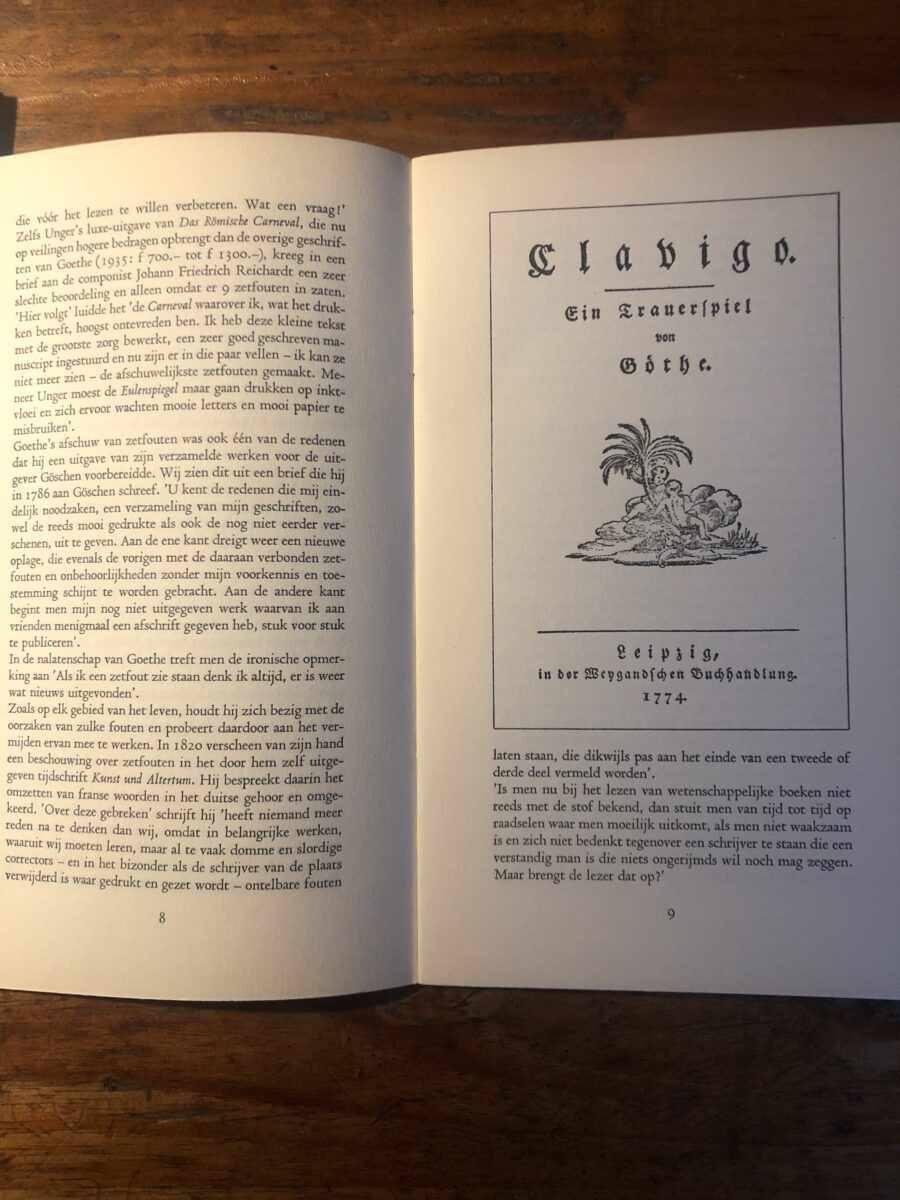 die vóór het lezen te willen verbeteren. Wat een vraag!'
Zelfs Unger's luxe-uitgave van Das Römische Carneval, die nu
op veilingen hogere bedragen opbrengt dan de overige geschrif-
ten van Goethe (1935: f 700.– tot f 1300.–), kreeg in een
brief aan de componist Johann Friedrich Reichardt een zeer
slechte beoordeling en alleen omdat er 9 zetfouten in zaten.
'Hier volgt' luidde het 'de Carneval waarover ik, wat het druk-
ken betreft, hoogst ontevreden ben. Ik heb deze kleine tekst
met de grootste zorg bewerkt, een zeer goed geschreven ma-
nuscript ingestuurd en nu zijn er in die paar vellen – ik kan ze
niet meer zien – de afschuwelijkste zetfouten gemaakt. Me-
neer Unger moest de Eulenspiegel maar gaan drukken op inkt-
vloei en zich ervoor wachten mooie letters en mooi papier te
misbruiken'.
Goethe's afschuw van zetfouten was ook één van de redenen
dat hij een uitgave van zijn verzamelde werken voor de uit-
gever Göschen voorbereidde. Wij zien dit uit een brief die hij
in 1786 aan Göschen schreef. 'U kent de redenen die mij ein-
delijk noodzaken, een verzameling van mijn geschriften, zo-
wel de reeds mooi gedrukte als ook de nog niet eerder ver-
schenen, uit te geven. Aan de ene kant dreigt weer een nieuwe
oplage, die evenals de vorigen met de daaraan verbonden zet-
fouten en onbehoorlijkheden zonder mijn voorkennis en toe-
stemming schijnt te worden gebracht. Aan de andere kant
begint men mijn nog niet uitgegeven werk waarvan ik aan
vrienden menigmaal een afschrift gegeven heb, stuk voor stuk
te publiceren'.
In de nalatenschap van Goethe treft men de ironische opmer-
king aan 'Als ik een zetfout zie staan denk ik altijd, er is weer
wat nieuws uitgevonden'.
Zoals op elk gebied van het leven, houdt hij zich bezig met de
oorzaken van zulke fouten en probeert daardoor aan het ver-
mijden ervan mee te werken. In 1820 verscheen van zijn hand
een beschouwing over zetfouten in het door hem zelf uitge-
geven tijdschrift Kunst und Altertum. Hij bespreekt daarin het
omzetten van franse woorden in het duitse gehoor en omge-
keerd. 'Over deze gebreken' schrijft hij 'heeft niemand meer
reden na te denken dan wij, omdat in belangrijke werken,
waaruit wij moeten leren, maar al te vaak domme en slordige
correctors – en in het bizonder als de schrijver van de plaats
verwijderd is waar gedrukt en gezet wordt – ontelbare fouten
8
Clavigo.
Ein Trauerſpiel
von
Göthe.
Leipzig,
in der Weygandſchen Buchhandlung.
1774.
laten staan, die dikwijls pas aan het einde van een tweede of
derde deel vermeld worden'.
'Is men nu bij het lezen van wetenschappelijke boeken niet
reeds met de stof bekend, dan stuit men van tijd tot tijd op
raadselen waar men moeilijk uitkomt, als men niet waakzaam
is en zich niet bedenkt tegenover een schrijver te staan die een
verstandig man is die niets ongerijmds wil noch mag zeggen.
Maar brengt de lezer dat op?'
9